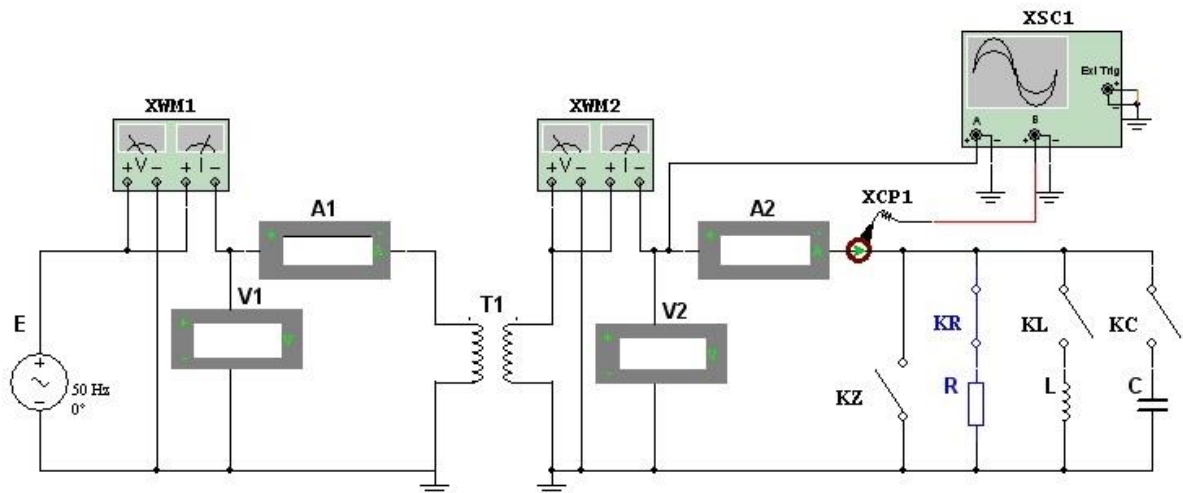 XSC1
Ext Trig
+
-
A
B
+ - + -
XWM1
V I
+ - + -
XWM2
V I
+ - + -
XCP1
A1
+ -
A
A2
+ -
A
V1
+
-
V
T1
V2
+
-
V
E
+
-
50 Hz
0°
KR
KL
KC
KZ
R
L
C